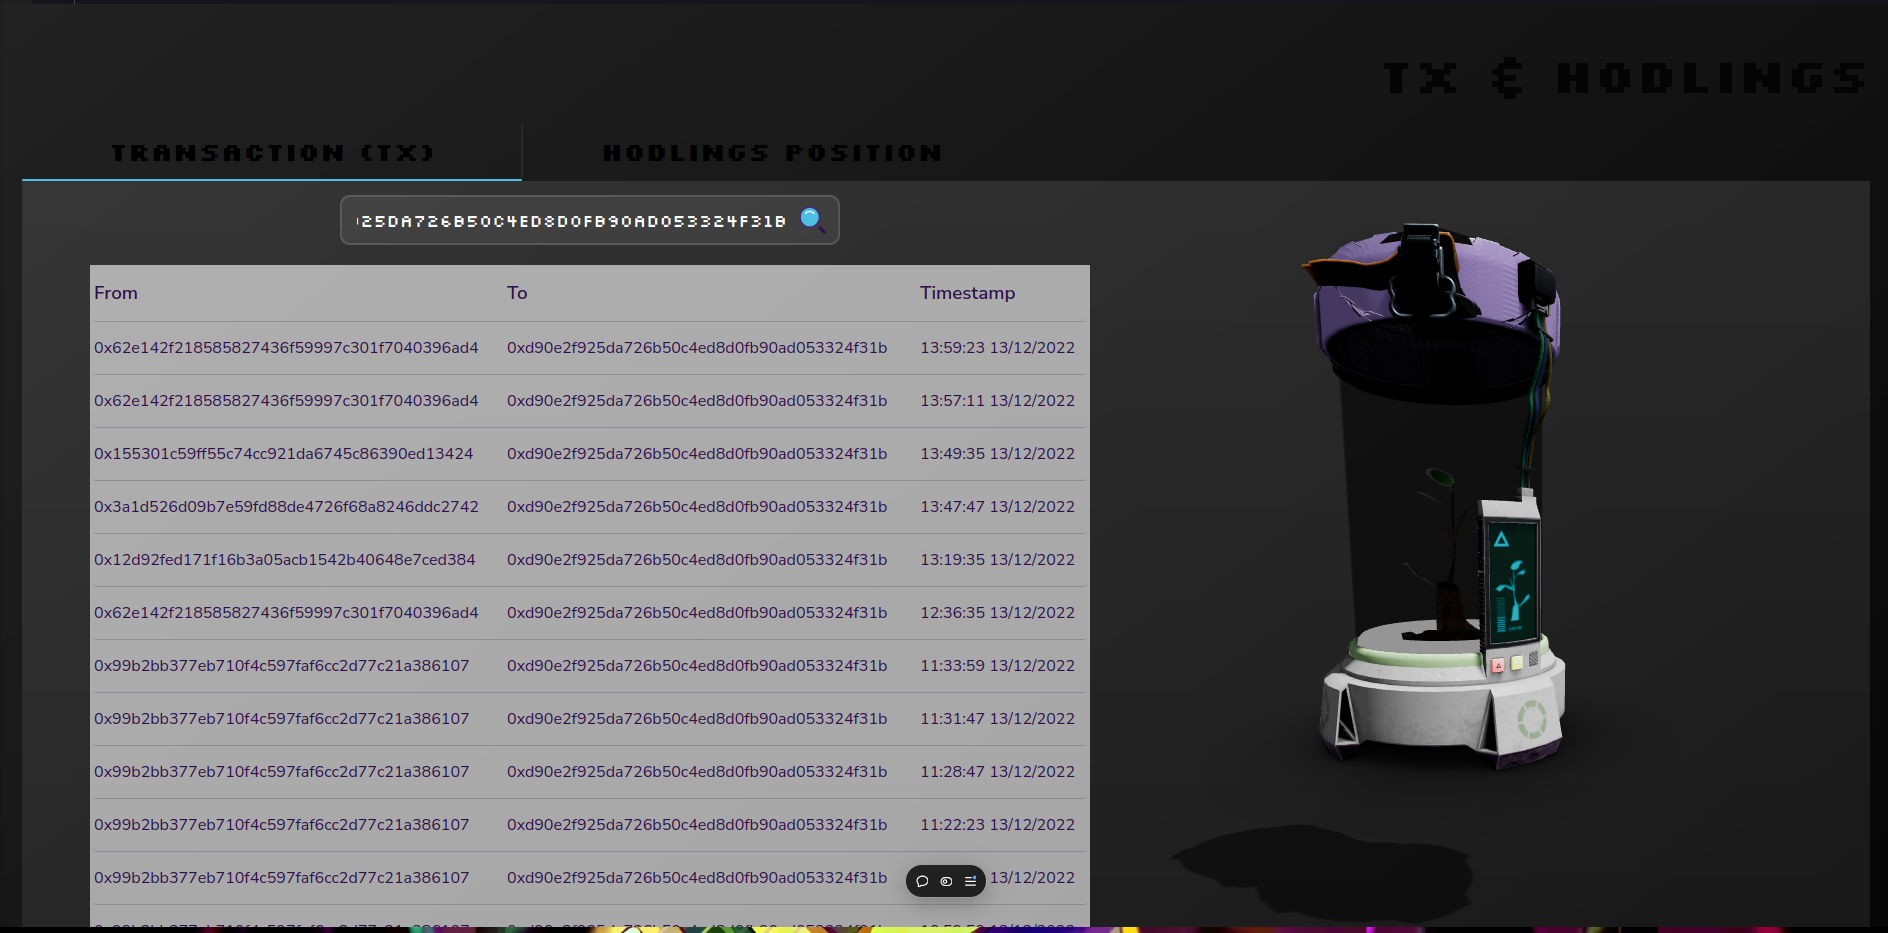 TX & HODLINGS
TRANSACTION (TX) HODLINGS POSITION
25DA726B50C4ED8D0FB90AD053324F31B
From To Timestamp
0x62e142f218585827436f59997c301f7040396ad4 0xd90e2f925da726b50c4ed8d0fb90ad053324f31b 13:59:23 13/12/2022
0x62e142f218585827436f59997c301f7040396ad4 0xd90e2f925da726b50c4ed8d0fb90ad053324f31b 13:57:11 13/12/2022
0x155301c59ff55c74cc921da6745c86390ed13424 0xd90e2f925da726b50c4ed8d0fb90ad053324f31b 13:49:35 13/12/2022
0x3a1d526d09b7e59fd88de4726f68a8246ddc2742 0xd90e2f925da726b50c4ed8d0fb90ad053324f31b 13:47:47 13/12/2022
0x12d92fed171f16b3a05acb1542b40648e7ced384 0xd90e2f925da726b50c4ed8d0fb90ad053324f31b 13:19:35 13/12/2022
0x62e142f218585827436f59997c301f7040396ad4 0xd90e2f925da726b50c4ed8d0fb90ad053324f31b 12:36:35 13/12/2022
0x99b2bb377eb710f4c597faf6cc2d77c21a386107 0xd90e2f925da726b50c4ed8d0fb90ad053324f31b 11:33:59 13/12/2022
0x99b2bb377eb710f4c597faf6cc2d77c21a386107 0xd90e2f925da726b50c4ed8d0fb90ad053324f31b 11:31:47 13/12/2022
0x99b2bb377eb710f4c597faf6cc2d77c21a386107 0xd90e2f925da726b50c4ed8d0fb90ad053324f31b 11:28:47 13/12/2022
0x99b2bb377eb710f4c597faf6cc2d77c21a386107 0xd90e2f925da726b50c4ed8d0fb90ad053324f31b 11:22:23 13/12/2022
0x99b2bb377eb710f4c597faf6cc2d77c21a386107 0xd90e2f925da726b50c4ed8d0fb90ad053324f31b 13/12/2022